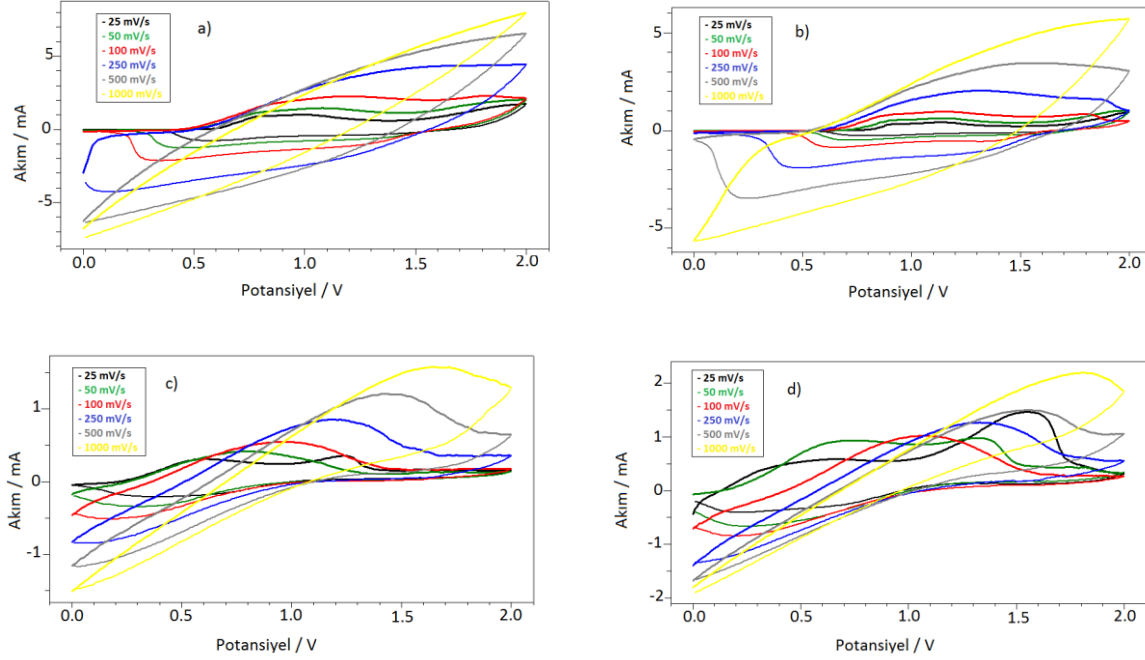 a)
- 25 mV/s
- 50 mV/s
- 100 mV/s
- 250 mV/s
- 500 mV/s
- 1000 mV/s
Akım / mA
5
0
-5
0.0 0.5 1.0 1.5 2.0
Potansiyel / V
b)
- 25 mV/s
- 50 mV/s
- 100 mV/s
- 250 mV/s
- 500 mV/s
- 1000 mV/s
Akım / mA
5
0
-5
0.0 0.5 1.0 1.5 2.0
Potansiyel / V
c)
- 25 mV/s
- 50 mV/s
- 100 mV/s
- 250 mV/s
- 500 mV/s
- 1000 mV/s
Akım / mA
1
0
-1
0.0 0.5 1.0 1.5 2.0
Potansiyel / V
d)
- 25 mV/s
- 50 mV/s
- 100 mV/s
- 250 mV/s
- 500 mV/s
- 1000 mV/s
Akım / mA
2
1
0
-1
-2
0.0 0.5 1.0 1.5 2.0
Potansiyel / V